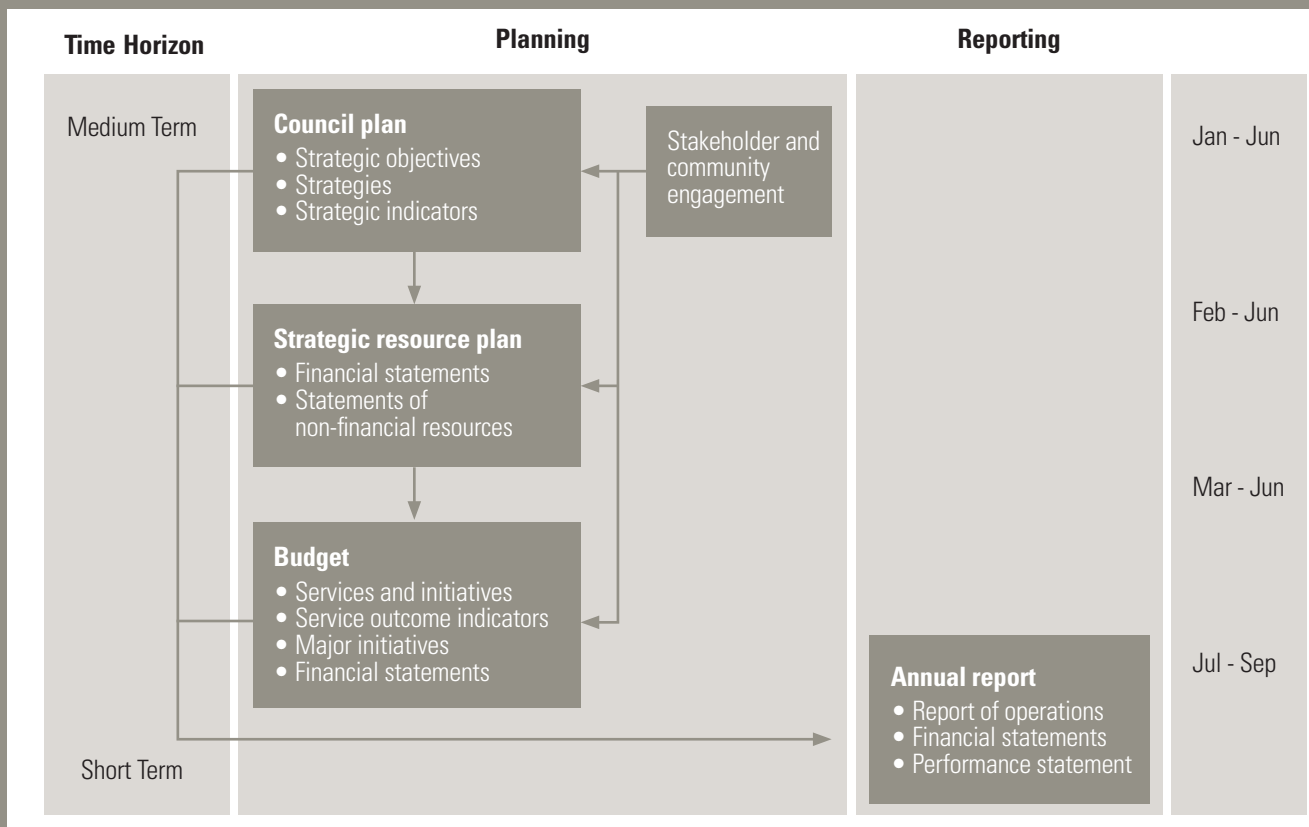 Time Horizon
Planning
Reporting
Medium Term
Council plan
• Strategic objectives
• Strategies
• Strategic indicators
Stakeholder and
community
engagement
Jan - Jun
Strategic resource plan
• Financial statements
• Statements of
non-financial resources
Feb - Jun
Budget
• Services and initiatives
• Service outcome indicators
• Major initiatives
• Financial statements
Mar - Jun
Annual report
• Report of operations
• Financial statements
• Performance statement
Jul - Sep
Short Term